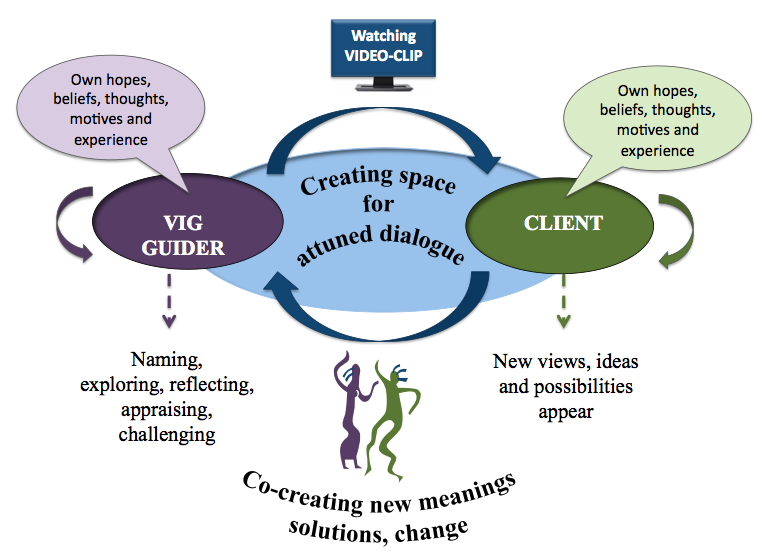 Watching
VIDEO-CLIP
Own hopes,
beliefs, thoughts,
motives and
experience
Own hopes,
beliefs, thoughts,
motives and
experience
Creating space
for
attuned dialogue
VIG
GUIDER
CLIENT
Naming,
exploring, reflecting,
appraising,
challenging
New views, ideas
and possibilities
appear
Co-creating new meanings
solutions, change